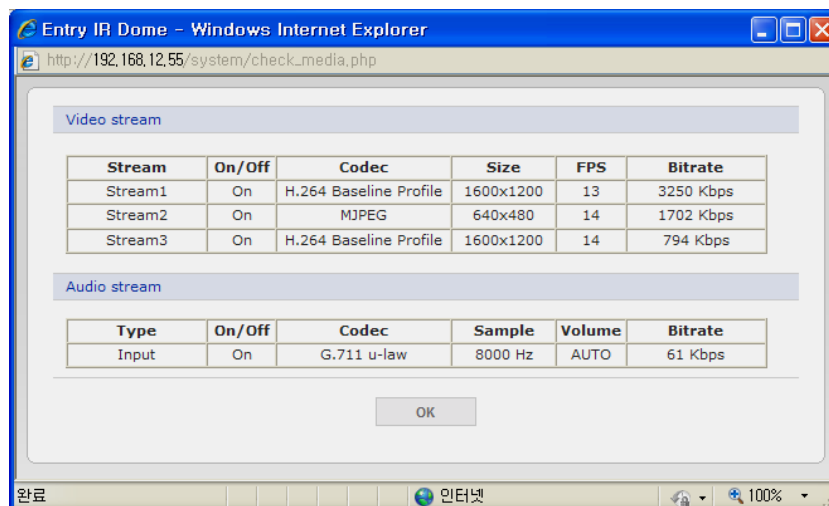 Entry IR Dome - Windows Internet Explorer
http://192.168.12.55/system/check_media.php
Video stream
Stream On/Off Codec Size FPS Bitrate
Stream1 On H.264 Baseline Profile 1600x1200 13 3250 Kbps
Stream2 On MJPEG 640x480 14 1702 Kbps
Stream3 On H.264 Baseline Profile 1600x1200 14 794 Kbps
Audio stream
Type On/Off Codec Sample Volume Bitrate
Input On G.711 u-law 8000 Hz AUTO 61 Kbps
OK
완료 인터넷 100%